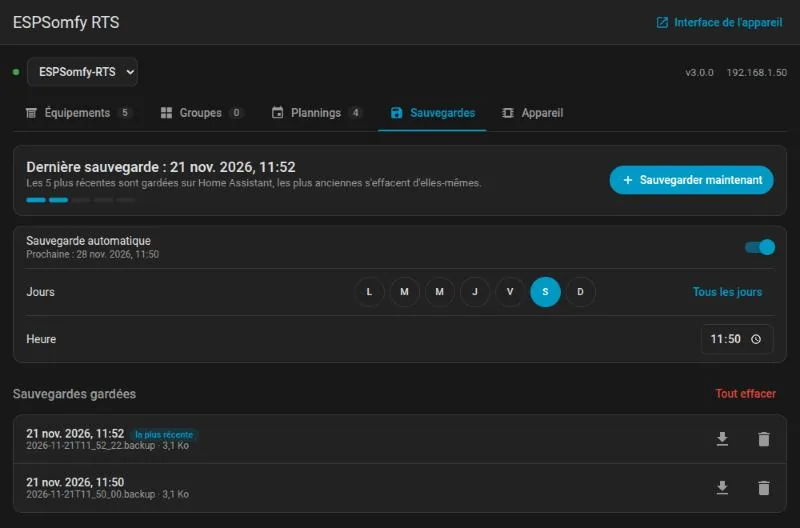 ESPSomfy RTS
Interface de l'appareil
ESPSomfy-RTS
v3.0.0 192.168.1.50
Équipements 5
Groupes 0
Plannings 4
Sauvegardes
Appareil
Dernière sauvegarde : 21 nov. 2026, 11:52
Les 5 plus récentes sont gardées sur Home Assistant, les plus anciennes s'effacent d'elles-mêmes.
+ Sauvegarder maintenant
Sauvegarde automatique
Prochaine : 28 nov. 2026, 11:50
Jours
L M M J V S D
Tous les jours
Heure
11:50
Sauvegardes gardées
Tout effacer
21 nov. 2026, 11:52 la plus récente
2026-11-21T11_52_22.backup · 3,1 Ko
21 nov. 2026, 11:50
2026-11-21T11_50_00.backup · 3,1 Ko